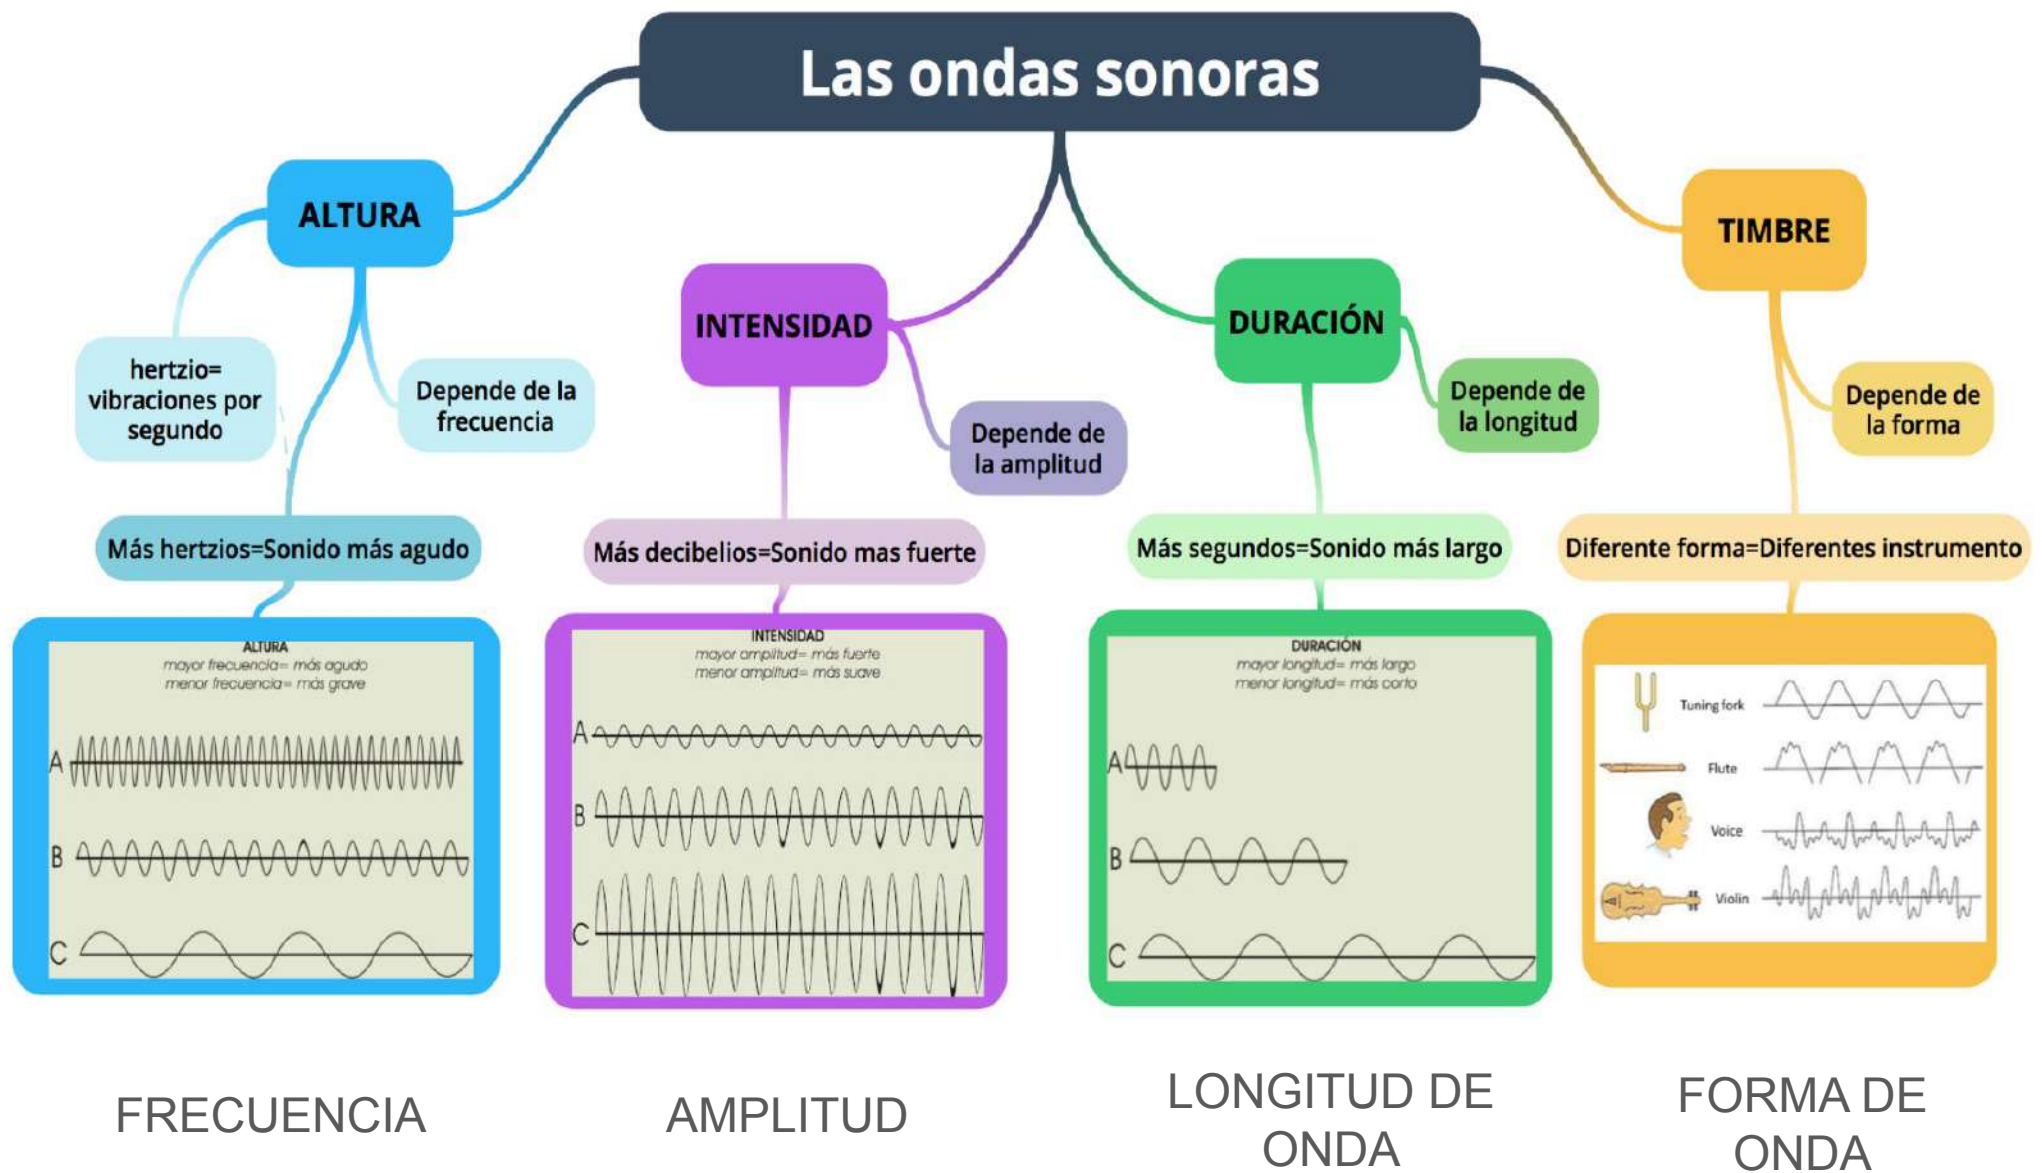 Las ondas sonoras
ALTURA
hertzio=
vibraciones por
segundo
Depende de la
frecuencia
Más hertzios=Sonido más agudo
ALTURA
mayor frecuencia= más agudo
menor frecuencia= más grave
A
B
C
INTENSIDAD
Depende de
la amplitud
Más decibelios=Sonido mas fuerte
INTENSIDAD
mayor amplitud= más fuerte
menor amplitud= más suave
A
B
C
DURACIÓN
Depende de
la longitud
Más segundos=Sonido más largo
DURACIÓN
mayor longitud= más largo
menor longitud= más corto
A
B
C
TIMBRE
Depende de
la forma
Diferente forma=Diferentes instrumento
Tuning fork
Flute
Voice
Violin
FRECUENCIA
AMPLITUD
LONGITUD DE
ONDA
FORMA DE
ONDA